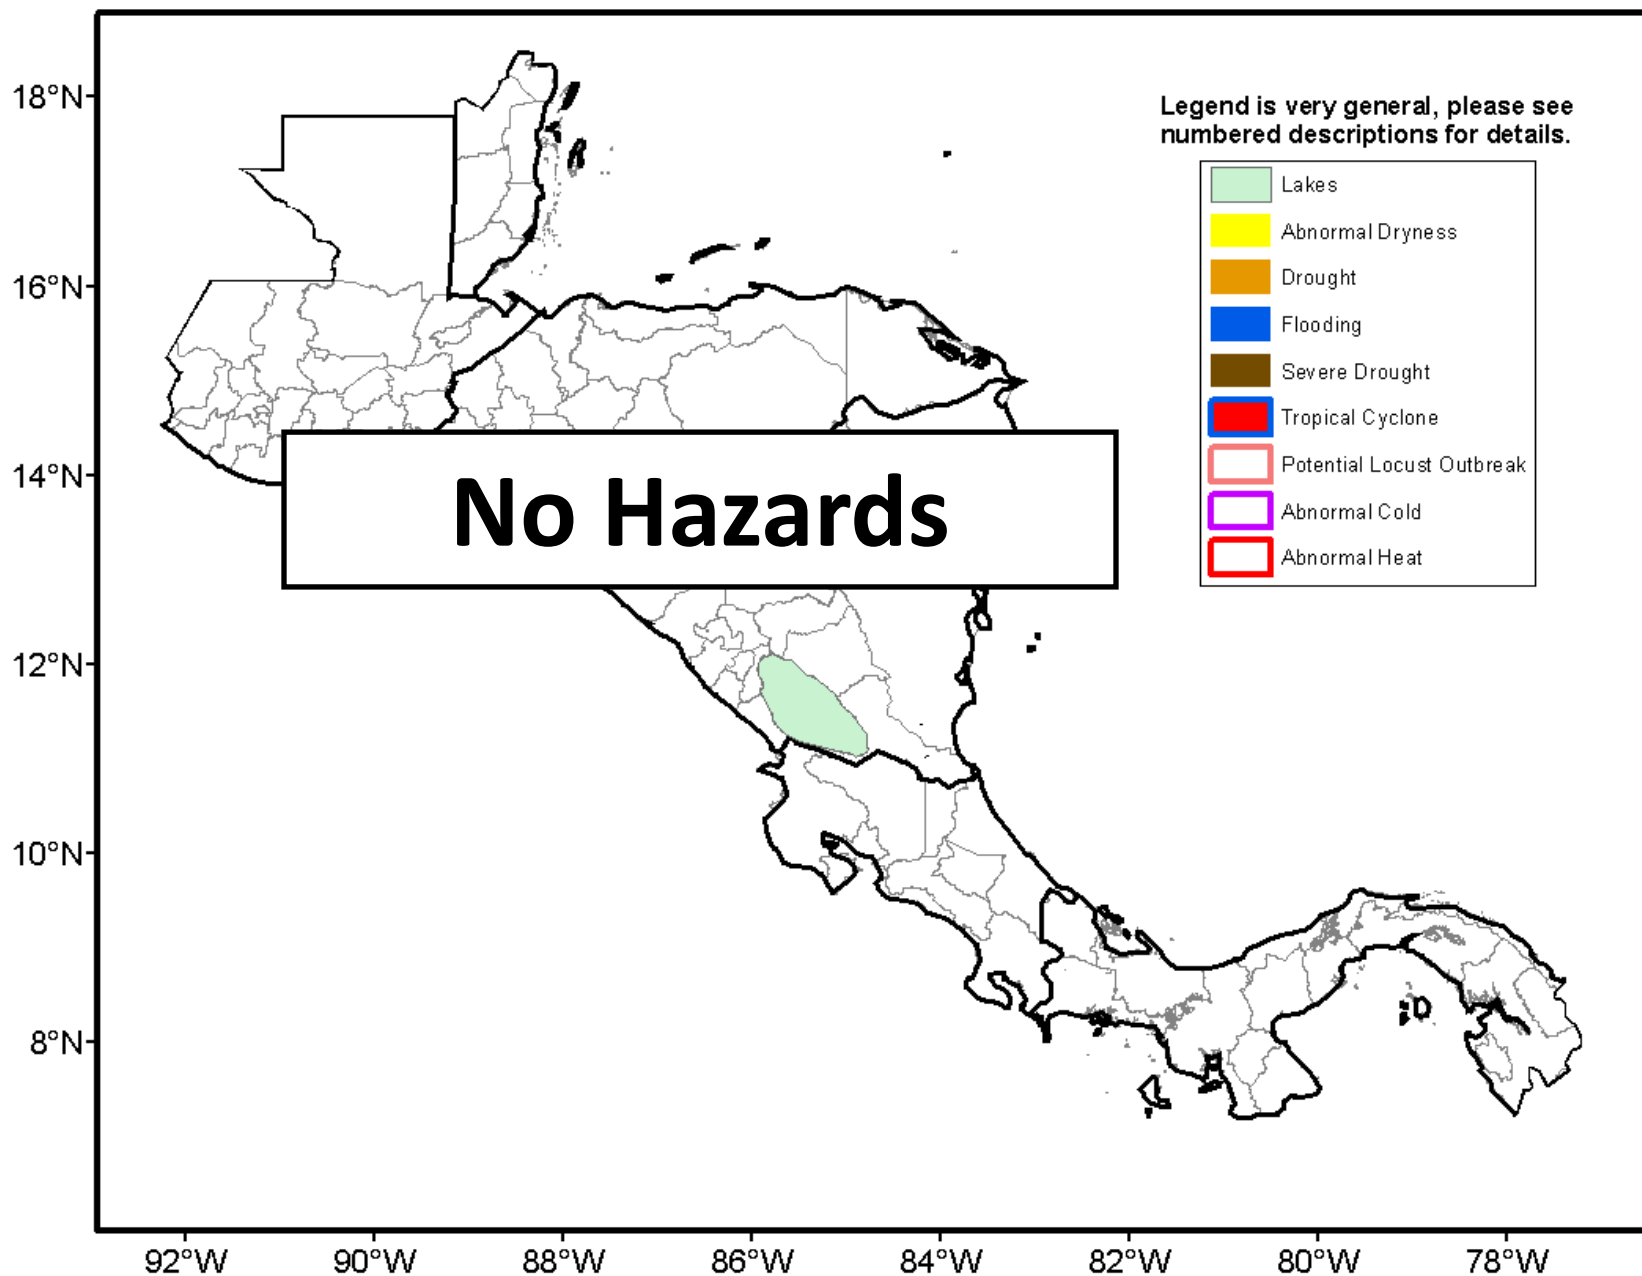 18°N
16°N
14°N
12°N
10°N
8°N
Legend is very general, please see
numbered descriptions for details.
Lakes
Abnormal Dryness
Drought
Flooding
Severe Drought
Tropical Cyclone
Potential Locust Outbreak
Abnormal Cold
Abnormal Heat
No Hazards
92°W 90°W 88°W 86°W 84°W 82°W 80°W 78°W